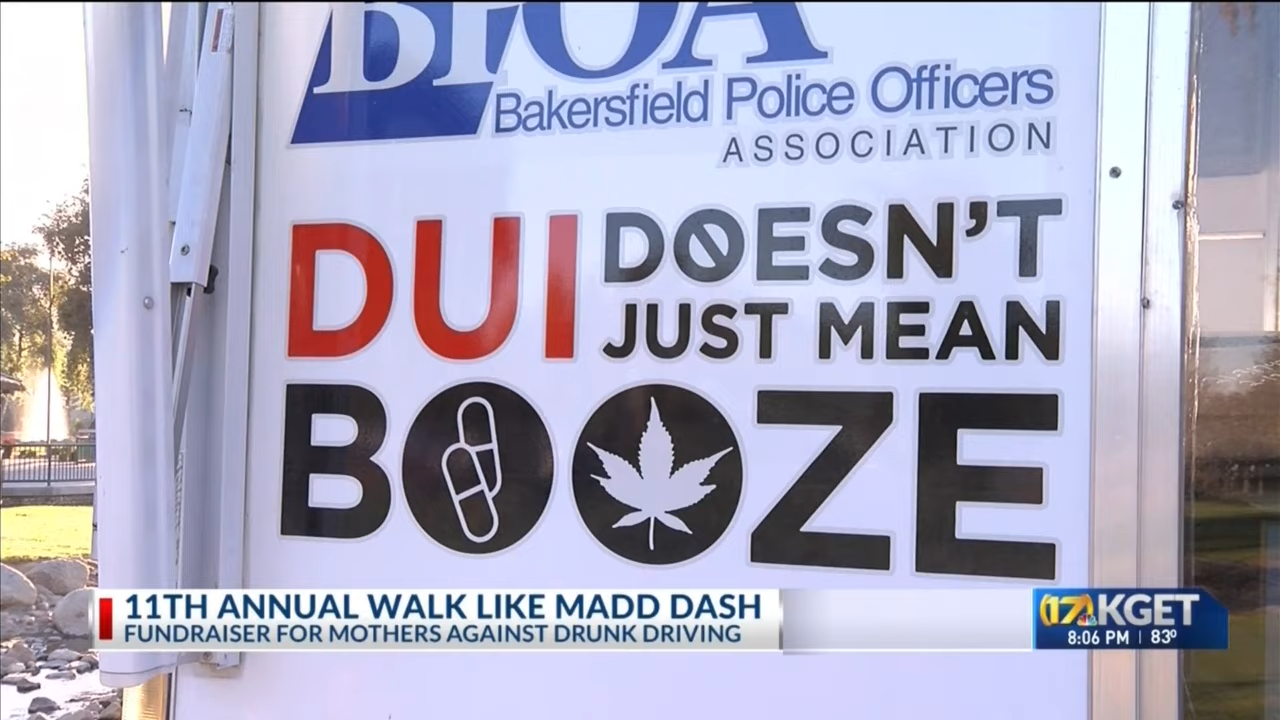 BPOA
Bakersfield Police Officers
ASSOCIATION
DUI DOESN'T
JUST MEAN
BOOZE
11TH ANNUAL WALK LIKE MADD DASH
FUNDRAISER FOR MOTHERS AGAINST DRUNK DRIVING
17 KGET
8:06 PM | 83º